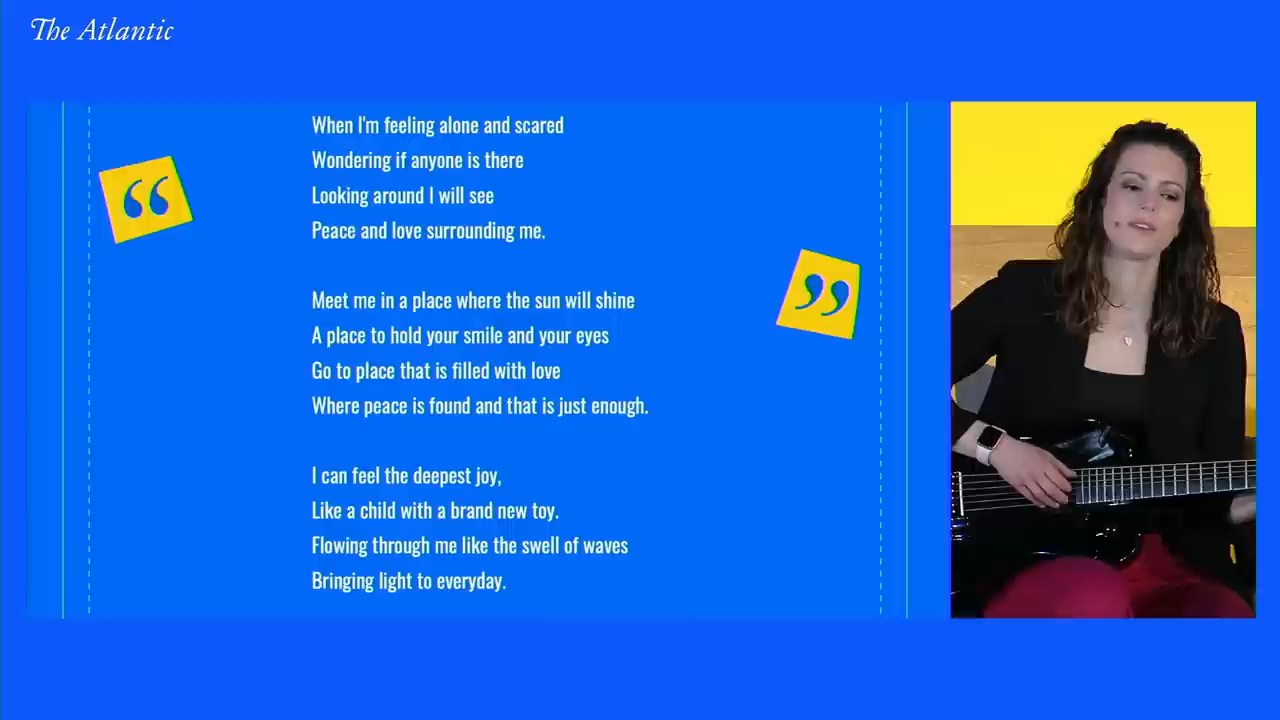 The Atlantic
When I'm feeling alone and scared
Wondering if anyone is there
Looking around I will see
Peace and love surrounding me.
Meet me in a place where the sun will shine
A place to hold your smile and your eyes
Go to place that is filled with love
Where peace is found and that is just enough.
I can feel the deepest joy,
Like a child with a brand new toy.
Flowing through me like the swell of waves
Bringing light to everyday.